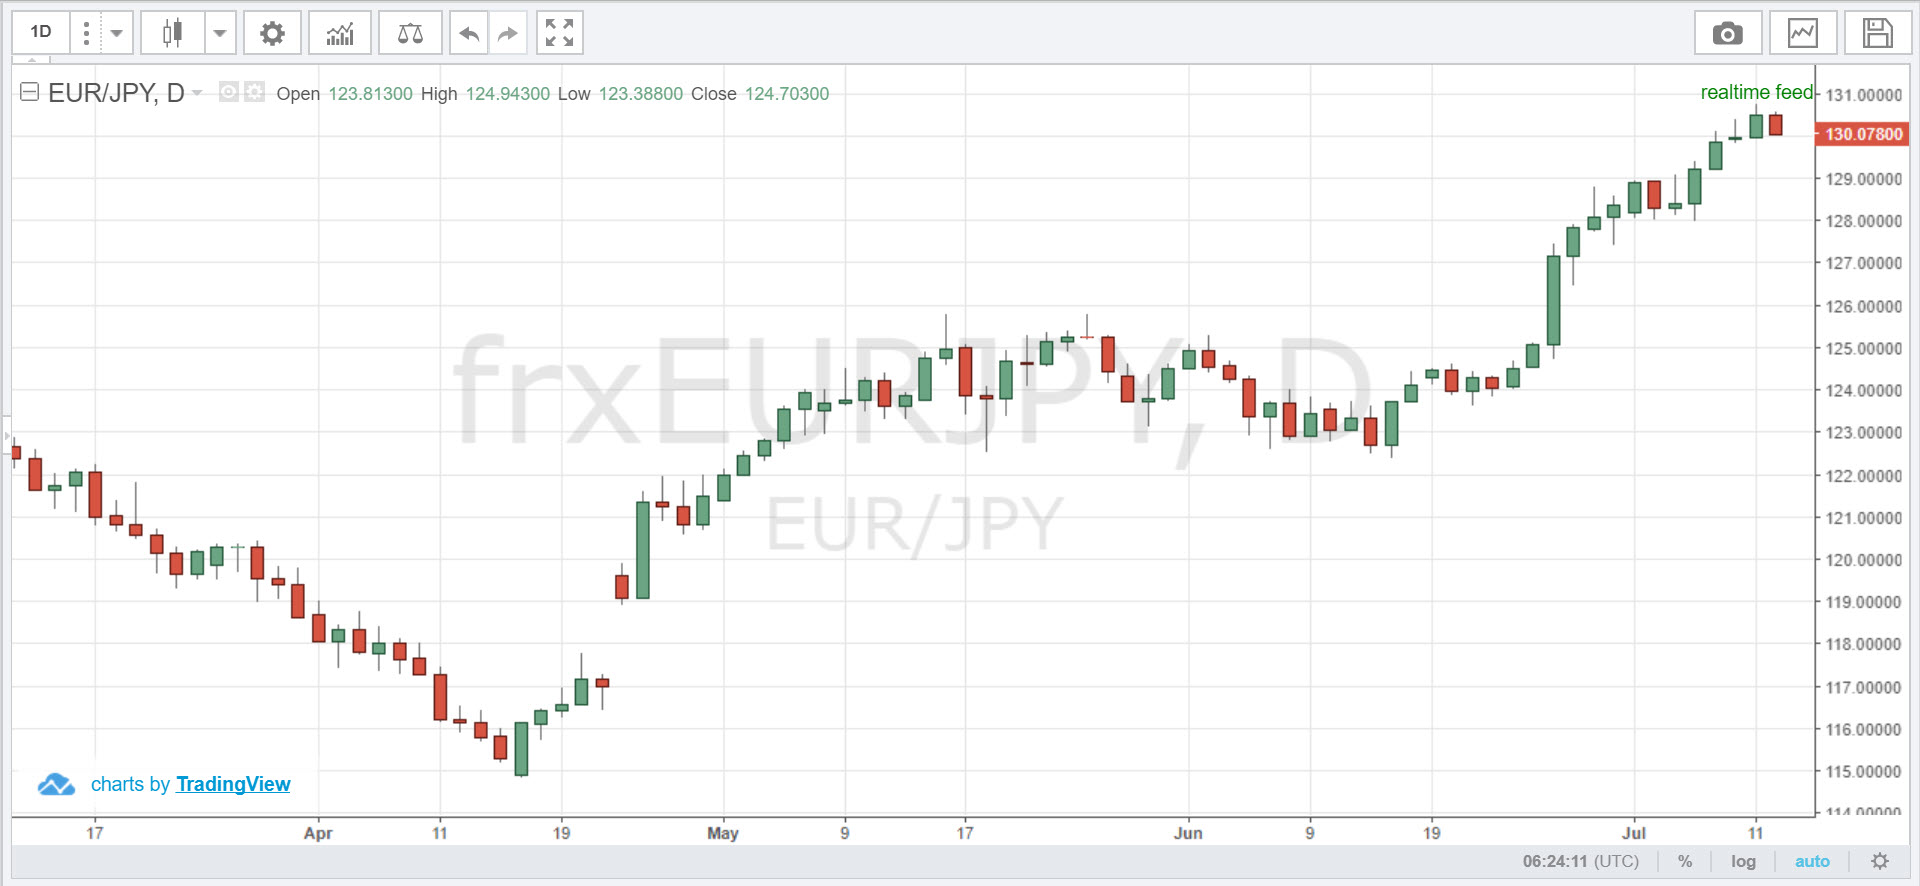 1D
EUR/JPY, D Open 123.81300 High 124.94300 Low 123.38800 Close 124.70300
realtime feed
131.00000
130.07800
129.00000
128.00000
127.00000
126.00000
125.00000
124.00000
123.00000
122.00000
121.00000
120.00000
119.00000
118.00000
117.00000
116.00000
115.00000
114.00000
frxEURJPY, D
EUR/JPY
charts by TradingView
17 Apr 11 19 May 9 17 Jun 9 19 Jul 11
06:24:11 (UTC) % log auto